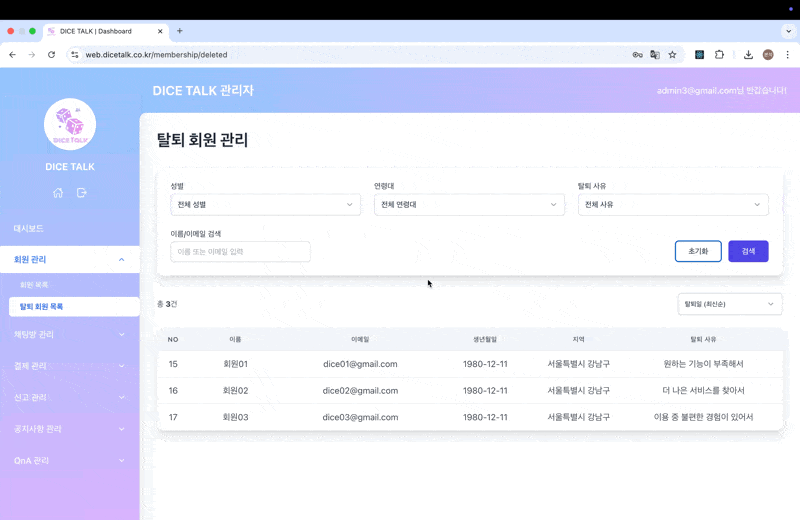 DICE TALK | Dashboard
web.dicetalk.co.kr/membership/deleted
DICE TALK
DICE TALK
DICE TALK 관리자
admin3@gmail.com님 반갑습니다!
대시보드
회원 관리
회원 목록
탈퇴 회원 목록
채팅방 관리
결제 관리
신고 관리
공지사항 관리
QnA 관리
탈퇴 회원 관리
성별
연령대
탈퇴 사유
전체 성별
전체 연령대
전체 사유
이름/이메일 검색
이름 또는 이메일 입력
초기화
검색
총 3건
탈퇴일 (최신순)
NO 이름 이메일 생년월일 지역 탈퇴 사유
15 회원01 dice01@gmail.com 1980-12-11 서울특별시 강남구 원하는 기능이 부족해서
16 회원02 dice02@gmail.com 1980-12-11 서울특별시 강남구 더 나은 서비스를 찾아서
17 회원03 dice03@gmail.com 1980-12-11 서울특별시 강남구 이용 중 불편한 경험이 있어서